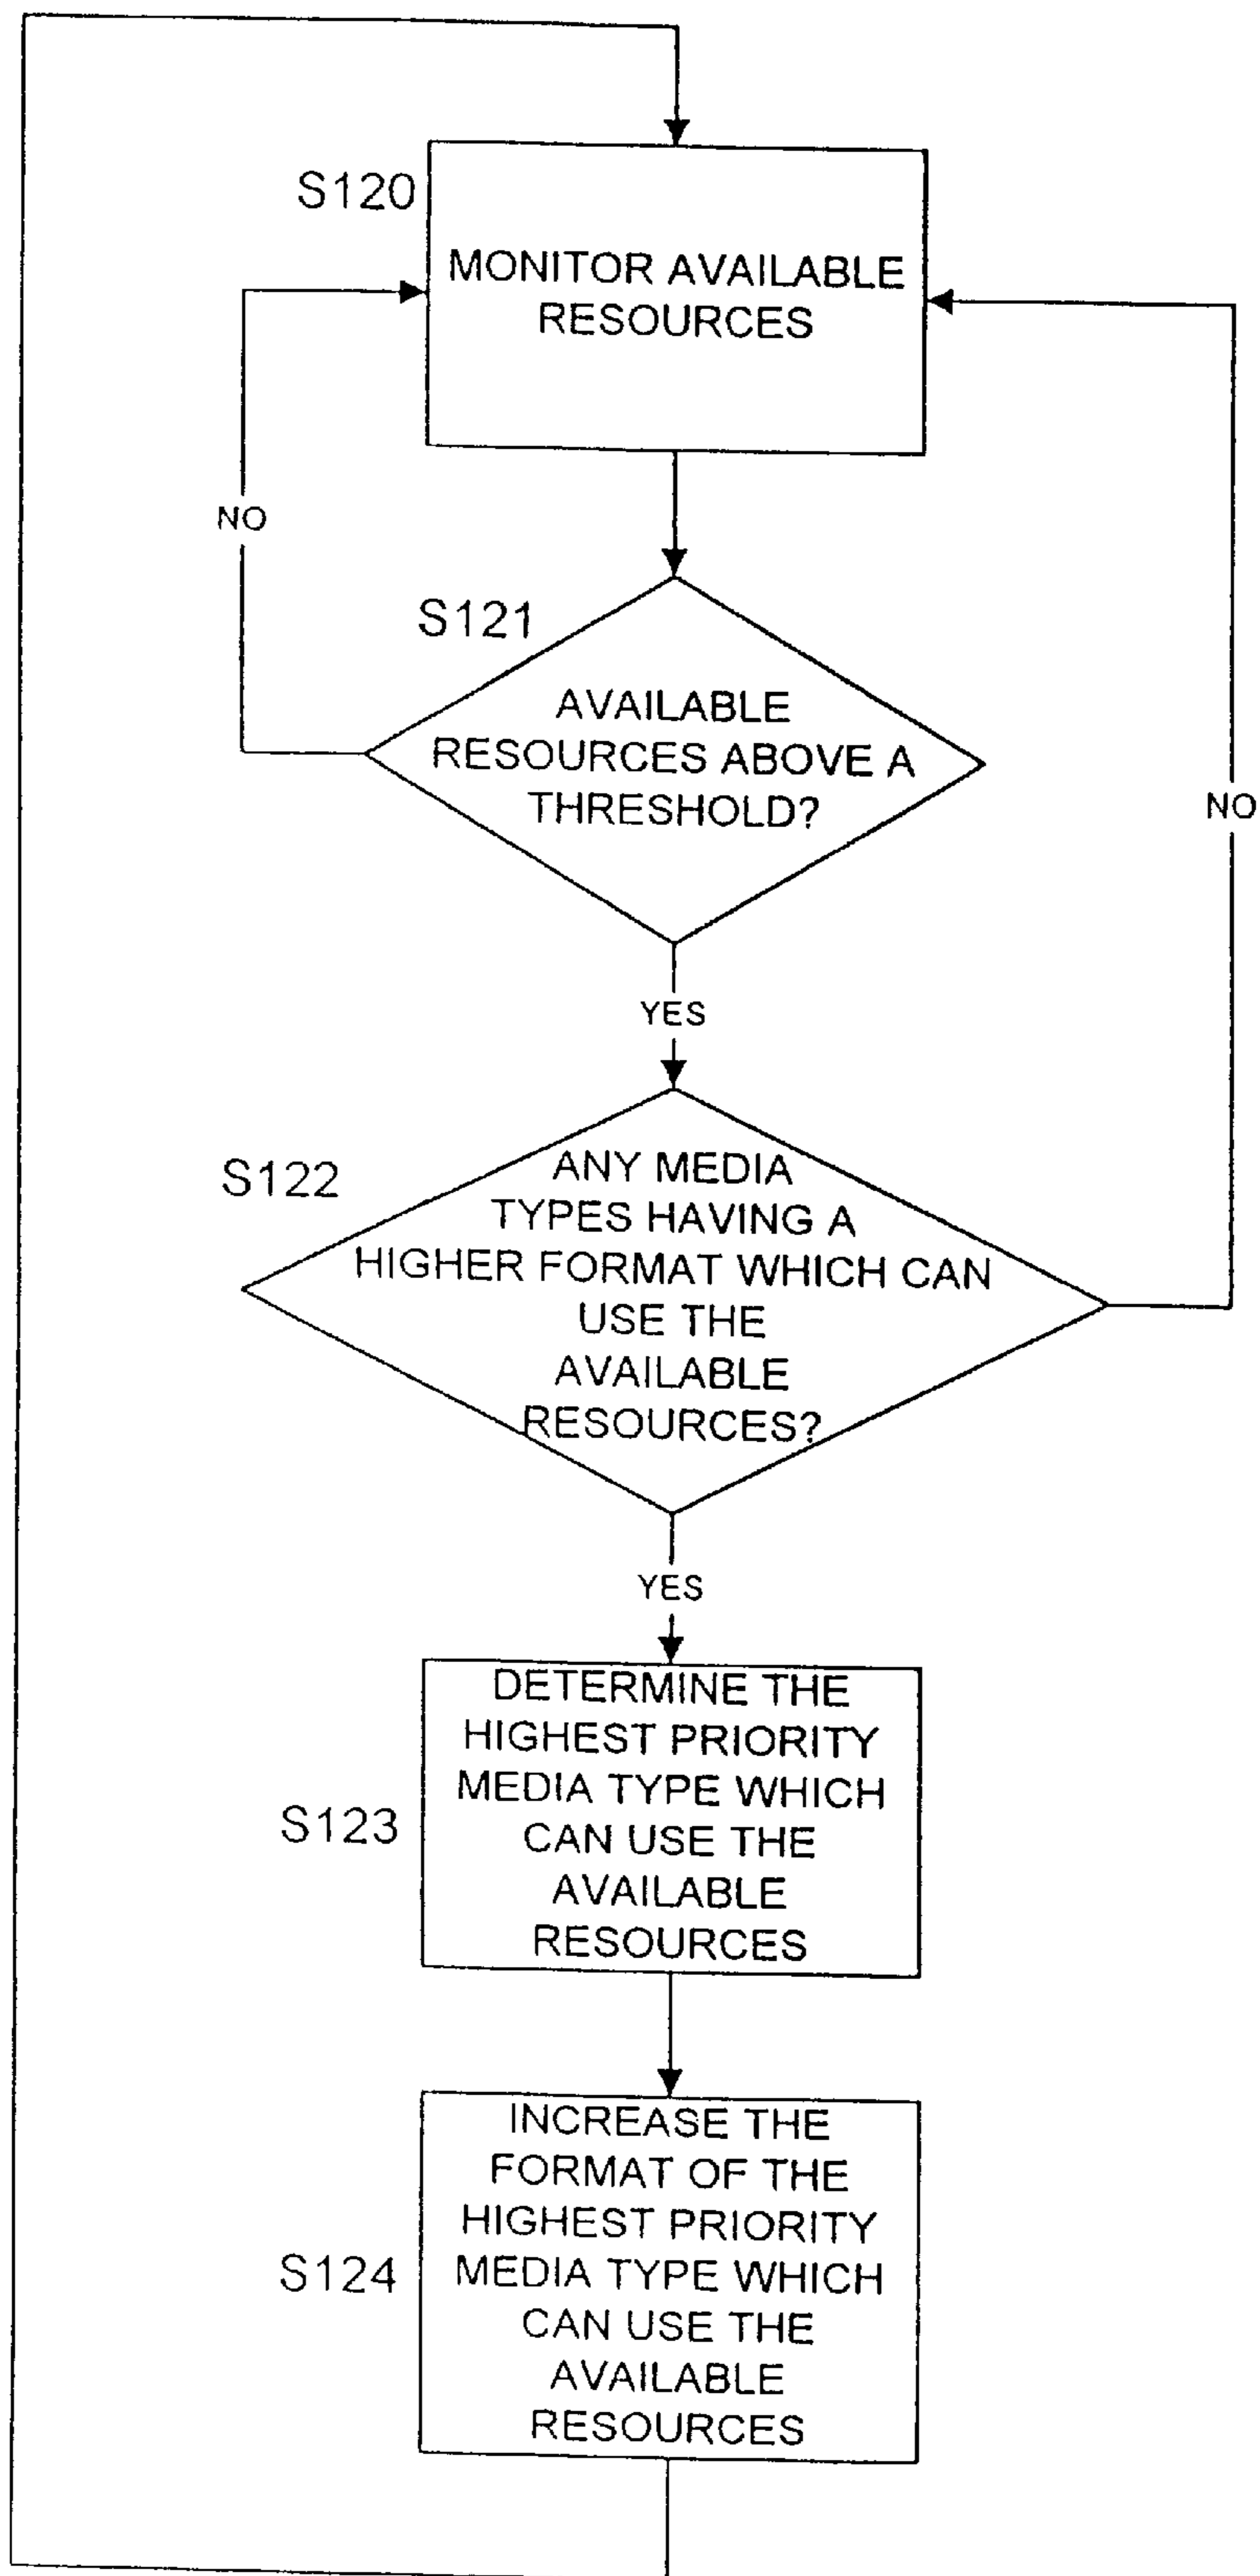 S120
MONITOR AVAILABLE
RESOURCES
NO
S121
AVAILABLE
RESOURCES ABOVE A
THRESHOLD?
NO
YES
S122
ANY MEDIA
TYPES HAVING A
HIGHER FORMAT WHICH CAN
USE THE
AVAILABLE
RESOURCES?
YES
DETERMINE THE
HIGHEST PRIORITY
MEDIA TYPE WHICH
S123
CAN USE THE
AVAILABLE
RESOURCES
INCREASE THE
FORMAT OF THE
HIGHEST PRIORITY
S124
MEDIA TYPE WHICH
CAN USE THE
AVAILABLE
RESOURCES